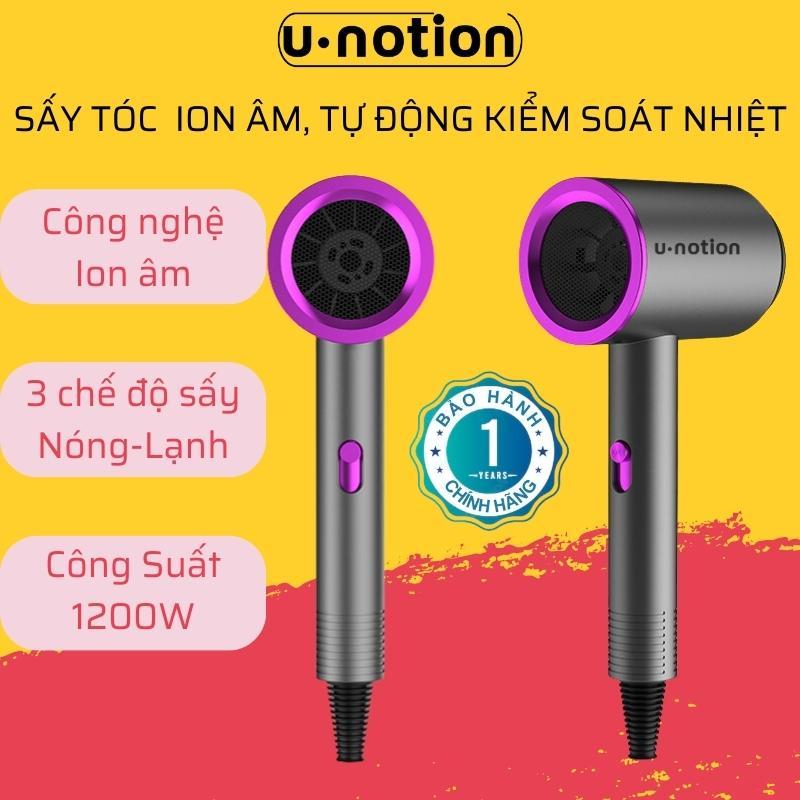 u·notion
SẤY TÓC ION ÂM, TỰ ĐỘNG KIỂM SOÁT NHIỆT
Công nghệ
Ion âm
u·notion
3 chế độ sấy
Nóng-Lạnh
BẢO HÀNH
1
YEARS
CHÍNH HÃNG
Công Suất
1200W